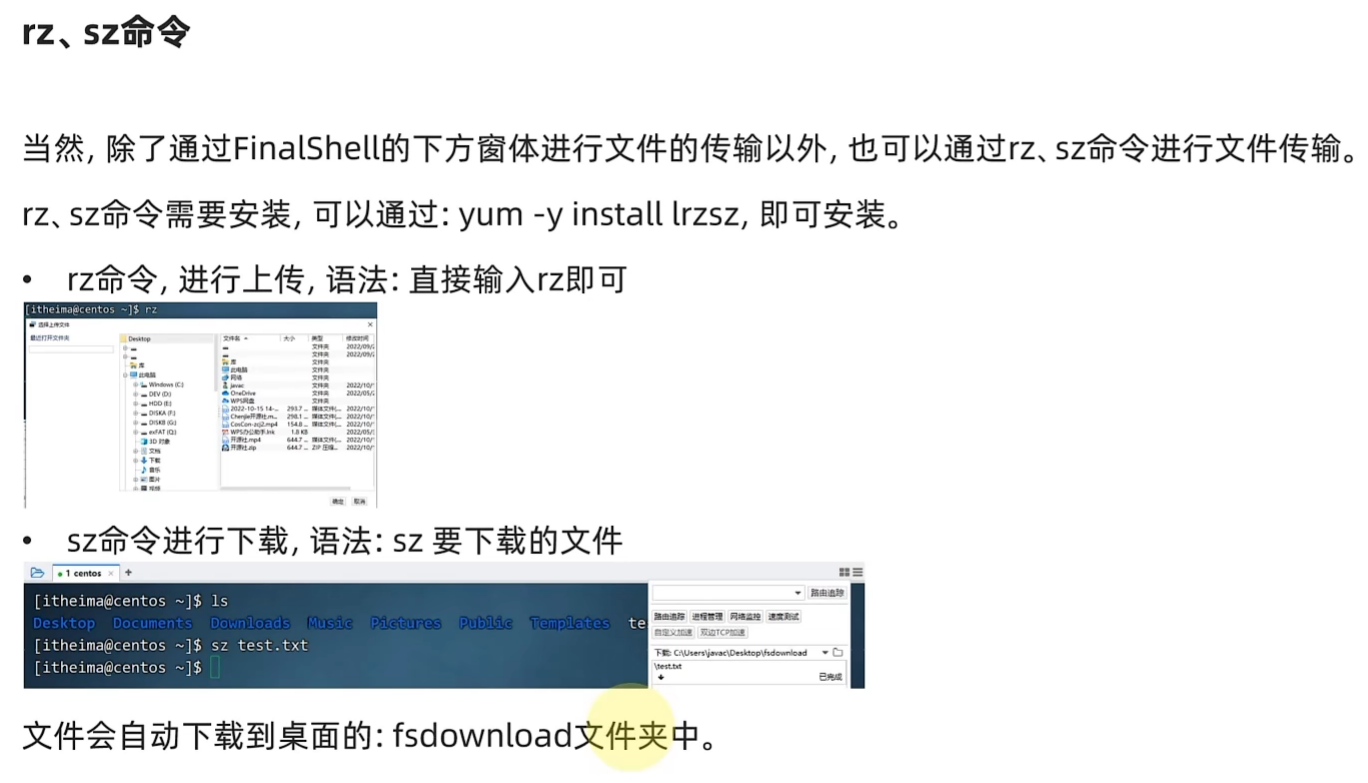 rz、sz命令
当然, 除了通过FinalShell的下方窗体进行文件的传输以外, 也可以通过rz、sz命令进行文件传输。
rz、sz命令需要安装, 可以通过: yum -y install lrzsz, 即可安装。
• rz命令, 进行上传, 语法: 直接输入rz即可
[itheima@centos ~]$ rz
选择上传文件
最近打开文件夹
Desktop
库
此电脑
Windows (C:)
DEV (D:)
HDD (E:)
DISKA (F:)
DISKB (G:)
exFAT (Q:)
3D 对象
文档
下载
音乐
图片
视频
文件名 大小 类型 修改时间
文件夹 2022/09/
文件夹 2022/09/
库 文件夹
此电脑 文件夹
网络 文件夹
javac 文件夹 2022/10/
OneDrive 文件夹 2022/05/
WPS网盘 文件夹
2022-10-15 14-... 293.7 ... 媒体文件(... 2022/10/
Chenjie开源社.m... 298.1 ... 媒体文件(... 2022/10/
CosCon-zcj2.mp4 154.8 ... 媒体文件(... 2022/10/
WPS办公助手.lnk 1.8 KB 2022/05/
开源社.mp4 644.7 ... 媒体文件(... 2022/10/
开源社.zip 644.7 ... ZIP 压缩... 2022/10/
确定 取消
• sz命令进行下载, 语法: sz 要下载的文件
1 centos × +
[itheima@centos ~]$ ls
Desktop Documents Downloads Music Pictures Public Templates te
[itheima@centos ~]$ sz test.txt
[itheima@centos ~]$
路由追踪
路由追踪 进程管理 网络监控 速度测试
自定义加速 双边TCP加速
下载: C:\Users\javac\Desktop\fsdownload
\test.txt
已完成
文件会自动下载到桌面的: fsdownload文件夹中。